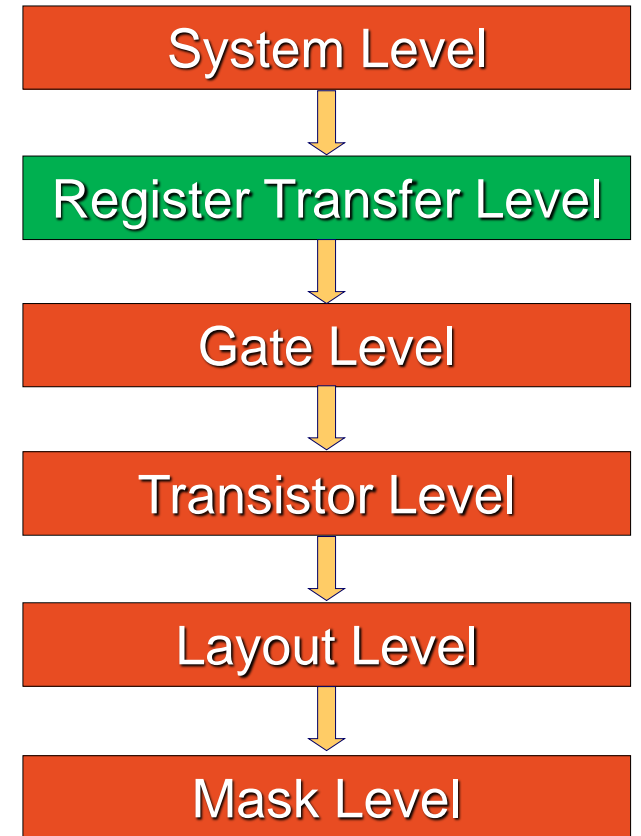 System Level
Register Transfer Level
Gate Level
Transistor Level
Layout Level
Mask Level